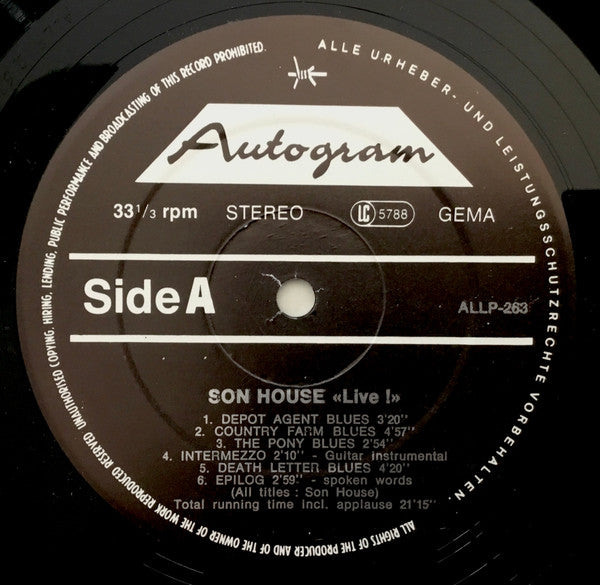 Autogram
33 1/3 rpm STEREO LC 5788 GEMA
Side A
ALLP-263
SON HOUSE «Live !»
1. DEPOT AGENT BLUES 3'20''
2. COUNTRY FARM BLUES 4'57''
3. THE PONY BLUES 2'54''
4. INTERMEZZO 2'10'' - Guitar instrumental
5. DEATH LETTER BLUES 4'20''
6. EPILOG 2'59'' - spoken words
(All titles : Son House)
Total running time incl. applause 21'15''
ALLE URHEBER- UND LEISTUNGSSCHUTZRECHTE VORBEHALTEN.
ALL RIGHTS OF THE PRODUCER AND OF THE OWNER OF THE WORK REPRODUCED RESERVED UNAUTHORISED COPYING, HIRING, LENDING, PUBLIC PERFORMANCE AND BROADCASTING OF THIS RECORD PROHIBITED.